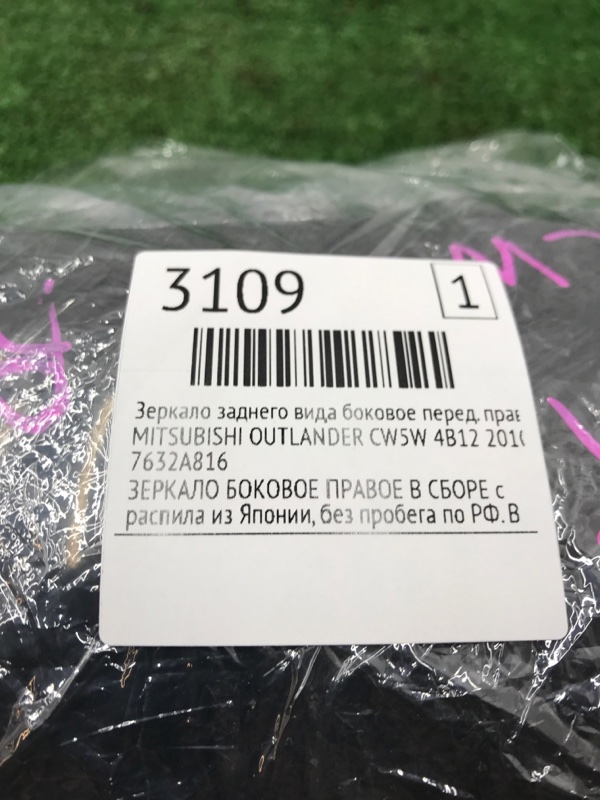 3109
1
Зеркало заднего вида боковое перед. прав
MITSUBISHI OUTLANDER CW5W 4B12 2010
7632A816
ЗЕРКАЛО БОКОВОЕ ПРАВОЕ В СБОРЕ с
распила из Японии, без пробега по РФ. В